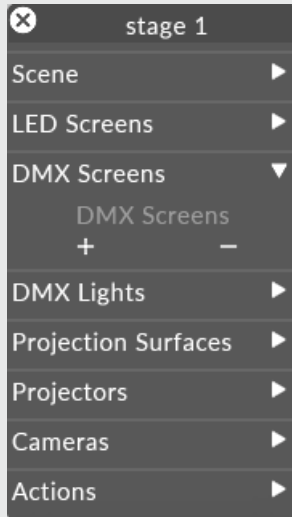 stage 1
Scene
LED Screens
DMX Screens
DMX Screens
+ −
DMX Lights
Projection Surfaces
Projectors
Cameras
Actions